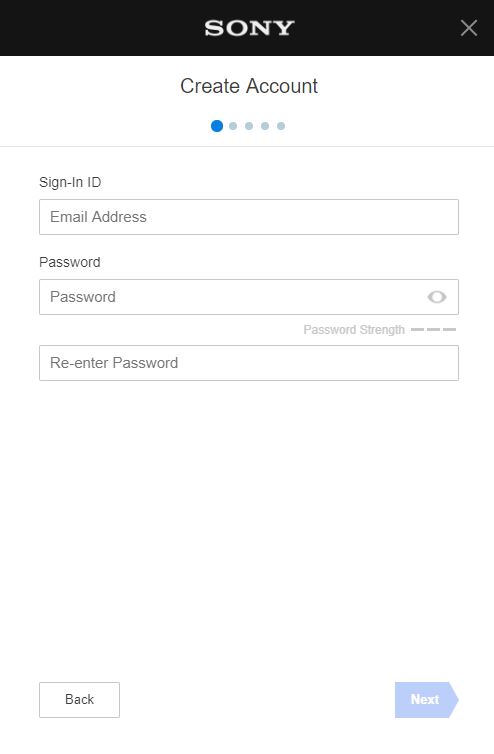 SONY
Create Account
Sign-In ID
Email Address
Password
Password
Password Strength
Re-enter Password
Back
Next